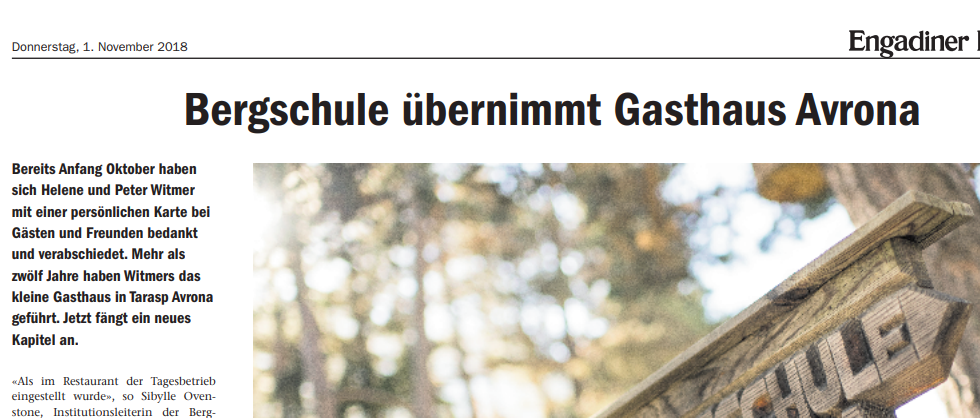 Donnerstag, 1. November 2018
Engadiner
Bergschule übernimmt Gasthaus Avrona
Bereits Anfang Oktober haben
sich Helene und Peter Witmer
mit einer persönlichen Karte bei
Gästen und Freunden bedankt
und verabschiedet. Mehr als
zwölf Jahre haben Witmers das
kleine Gasthaus in Tarasp Avrona
geführt. Jetzt fängt ein neues
Kapitel an.
«Als im Restaurant der Tagesbetrieb
eingestellt wurde», so Sibylle Oven-
stone, Institutionsleiterin der Berg-
HULE